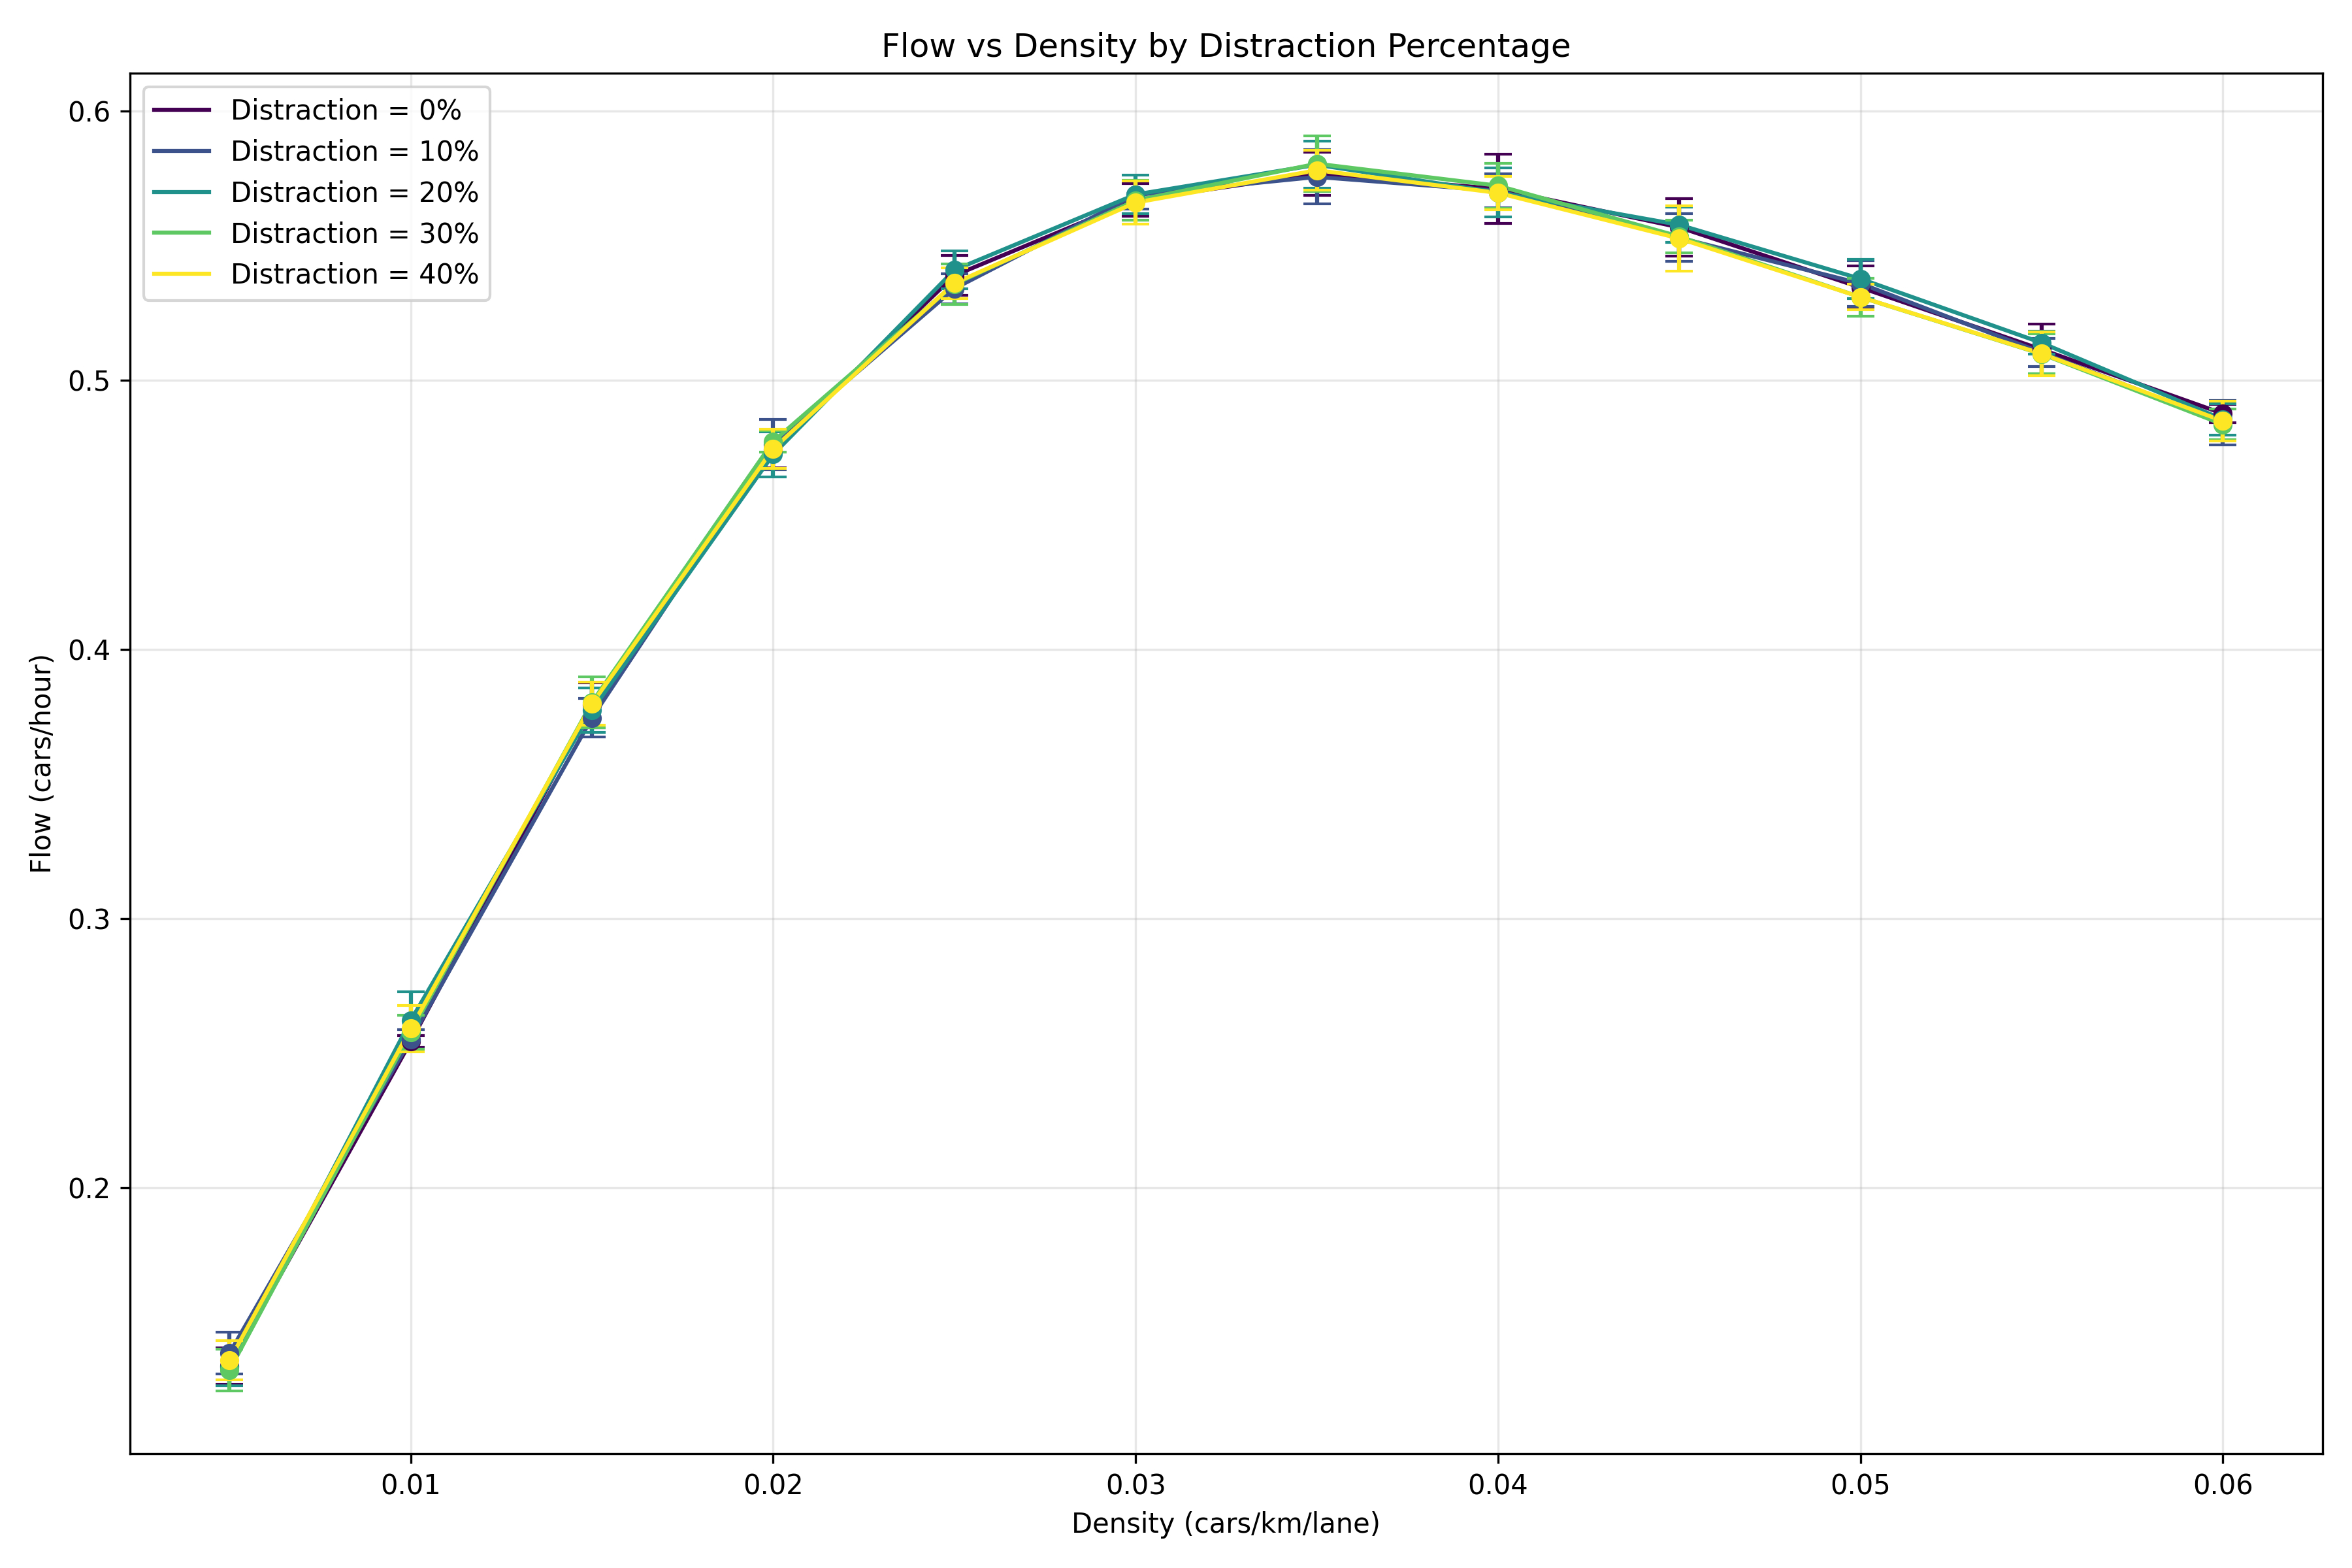 Flow vs Density by Distraction Percentage
Distraction = 0%
Distraction = 10%
Distraction = 20%
Distraction = 30%
Distraction = 40%
0.6
0.5
0.4
0.3
0.2
Flow (cars/hour)
0.01 0.02 0.03 0.04 0.05 0.06
Density (cars/km/lane)